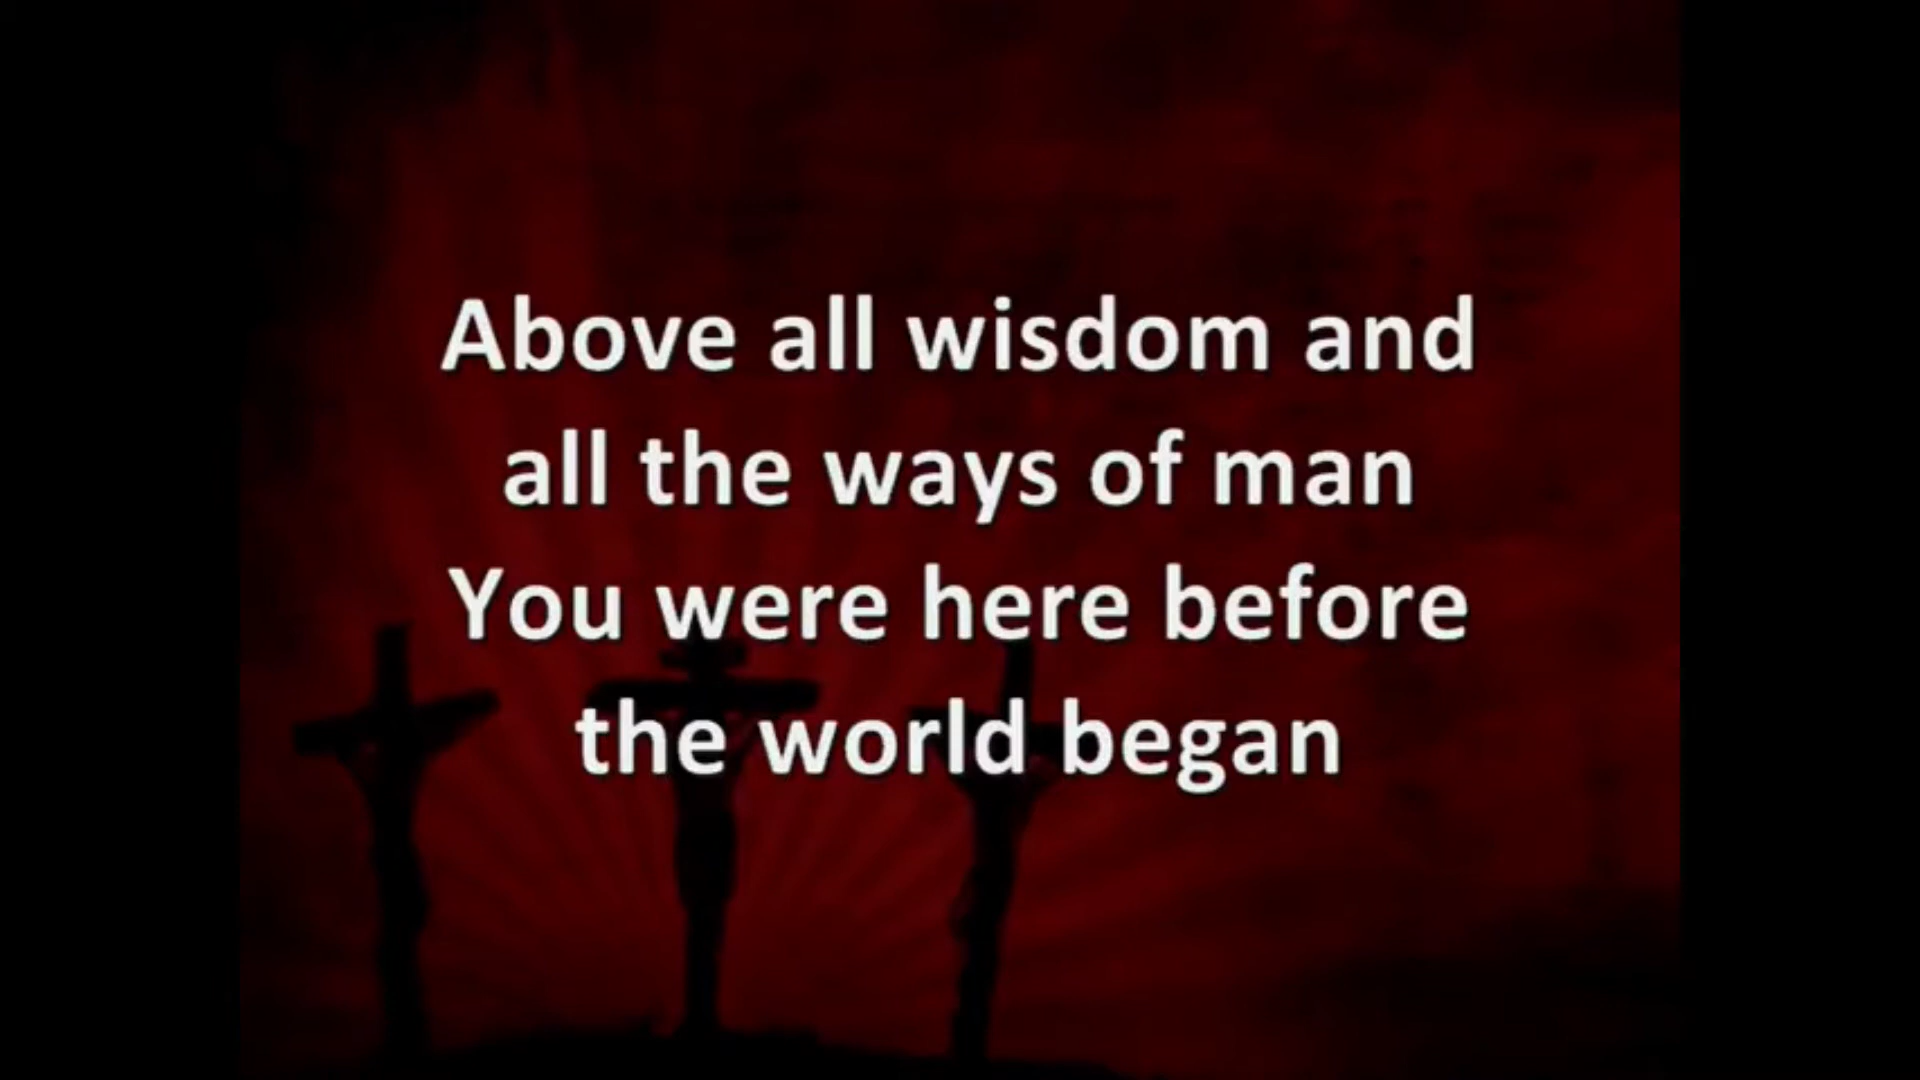 Above all wisdom and
all the ways of man
You were here before
the world began